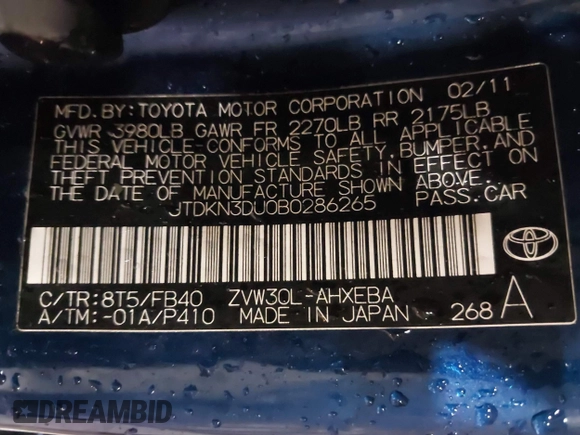 MFD. BY: TOYOTA MOTOR CORPORATION 02/11
GVWR 3980LB GAWR FR 2270LB RR 2175LB
THIS VEHICLE CONFORMS TO ALL APPLICABLE
FEDERAL MOTOR VEHICLE SAFETY, BUMPER, AND
THEFT PREVENTION STANDARDS IN EFFECT ON
THE DATE OF MANUFACTURE SHOWN ABOVE.
JTDKN3DU0B0286265 PASS. CAR
C/TR: 8T5/FB40 ZVW30L-AHXEBA
A/TM: -01A/P410 MADE IN JAPAN - 268 A
DREAMBID